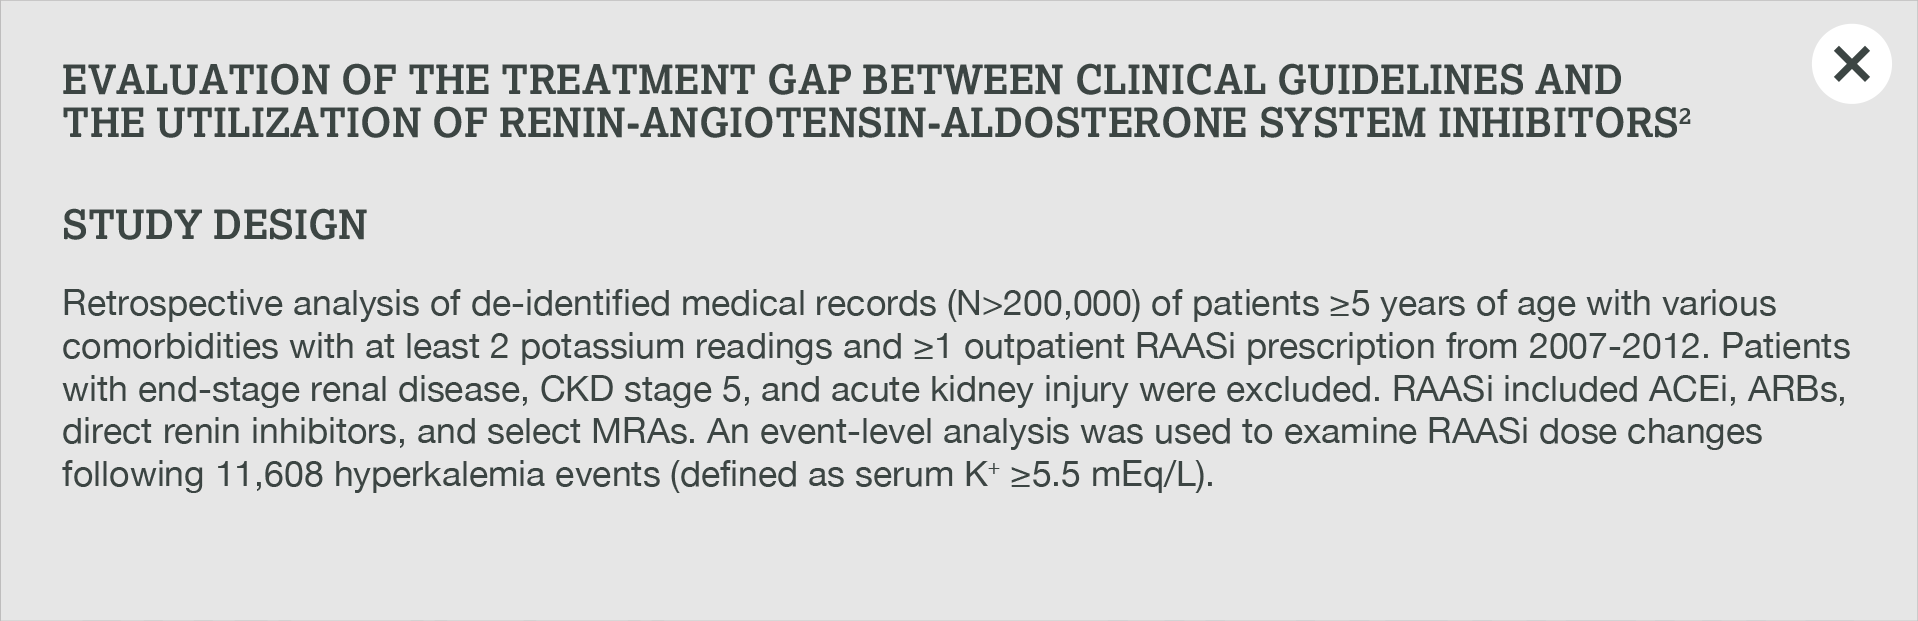 EVALUATION OF THE TREATMENT GAP BETWEEN CLINICAL GUIDELINES AND
THE UTILIZATION OF RENIN-ANGIOTENSIN-ALDOSTERONE SYSTEM INHIBITORS²
STUDY DESIGN
Retrospective analysis of de-identified medical records (N>200,000) of patients ≥5 years of age with various
comorbidities with at least 2 potassium readings and ≥1 outpatient RAASi prescription from 2007-2012. Patients
with end-stage renal disease, CKD stage 5, and acute kidney injury were excluded. RAASi included ACEi, ARBs,
direct renin inhibitors, and select MRAs. An event-level analysis was used to examine RAASi dose changes
following 11,608 hyperkalemia events (defined as serum K⁺ ≥5.5 mEq/L).